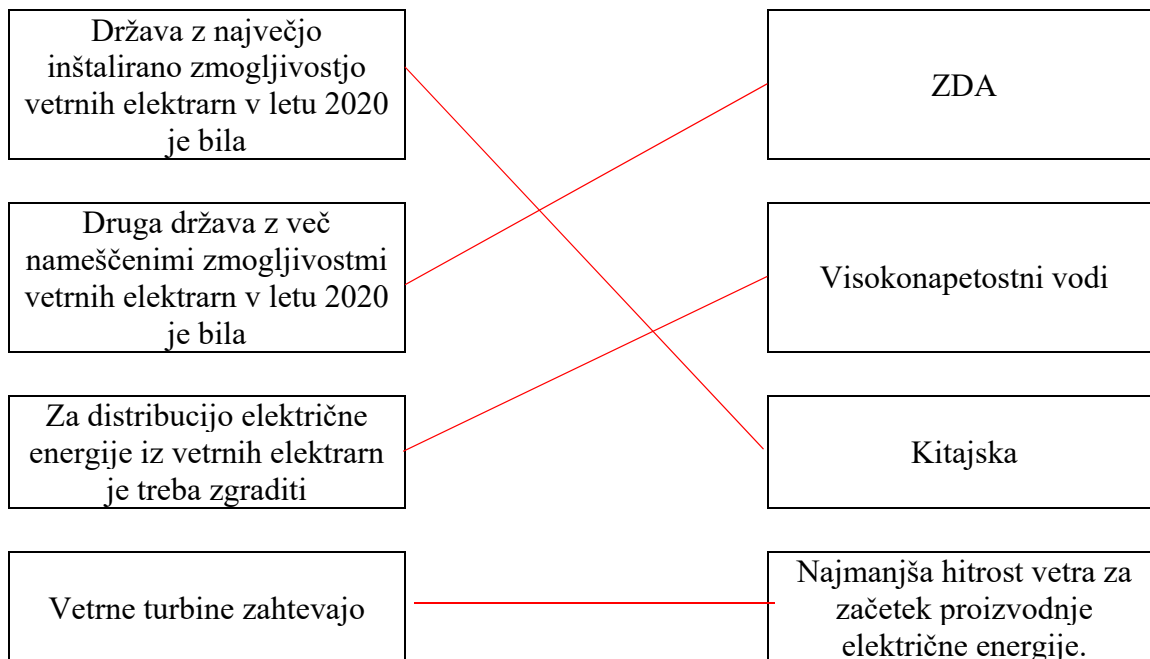 Država z največjo
inštalirano zmogljivostjo
vetrnih elektrarn v letu 2020
je bila
ZDA
Druga država z več
nameščenimi zmogljivostmi
vetrnih elektrarn v letu 2020
je bila
Visokonapetostni vodi
Za distribucijo električne
energije iz vetrnih elektrarn
je treba zgraditi
Kitajska
Vetrne turbine zahtevajo
Najmanjša hitrost vetra za
začetek proizvodnje
električne energije.